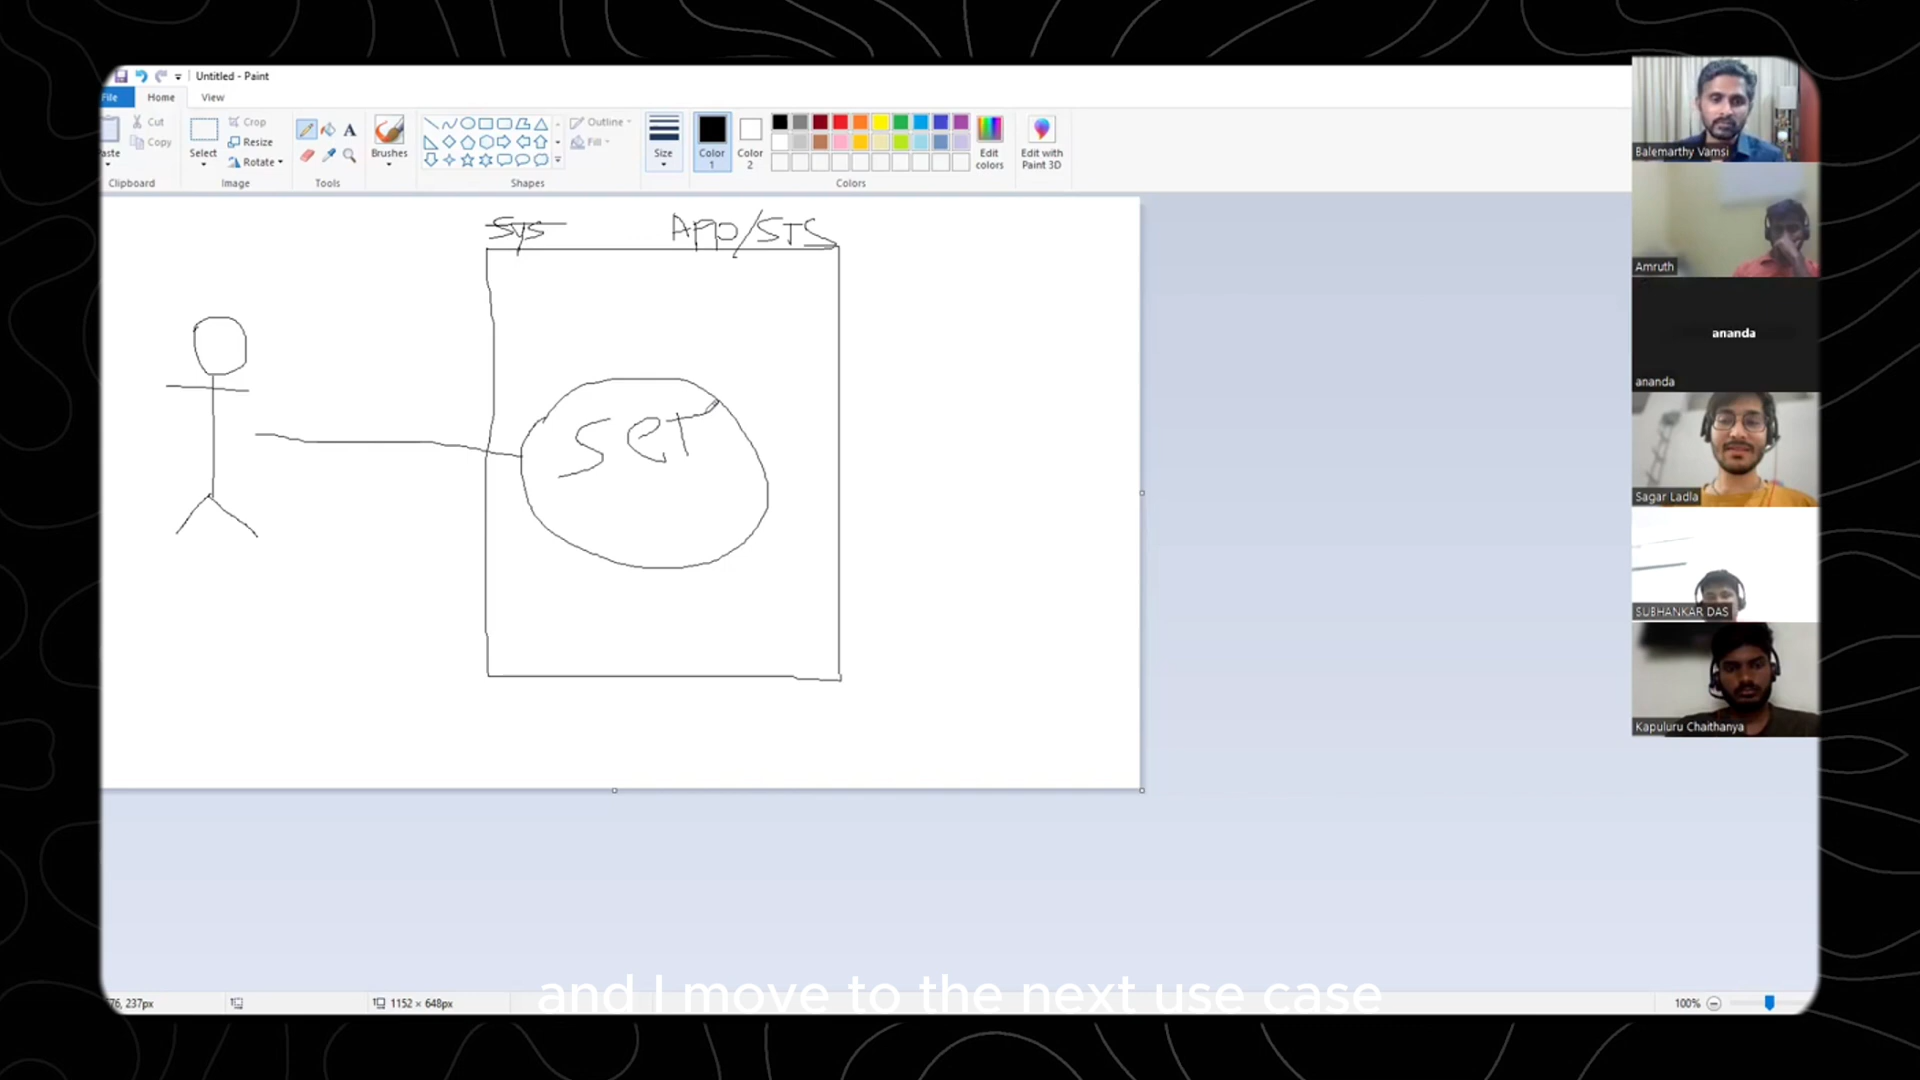 Untitled - Paint
File Home View
Cut
Copy
Clipboard
Select
Crop
Resize
Rotate
Image
Tools
Brushes
Outline
Fill
Shapes
Size
Color 1
Color 2
Colors
Edit colors
Edit with Paint 3D
SYS
APP/STS
Set
Balemarthy Vamsi
Amruth
ananda
ananda
Sagar Ladla
SUBHANKAR DAS
Kapuluru Chaithanya
and I move to the next use case
76, 237px
1152 × 648px
100%